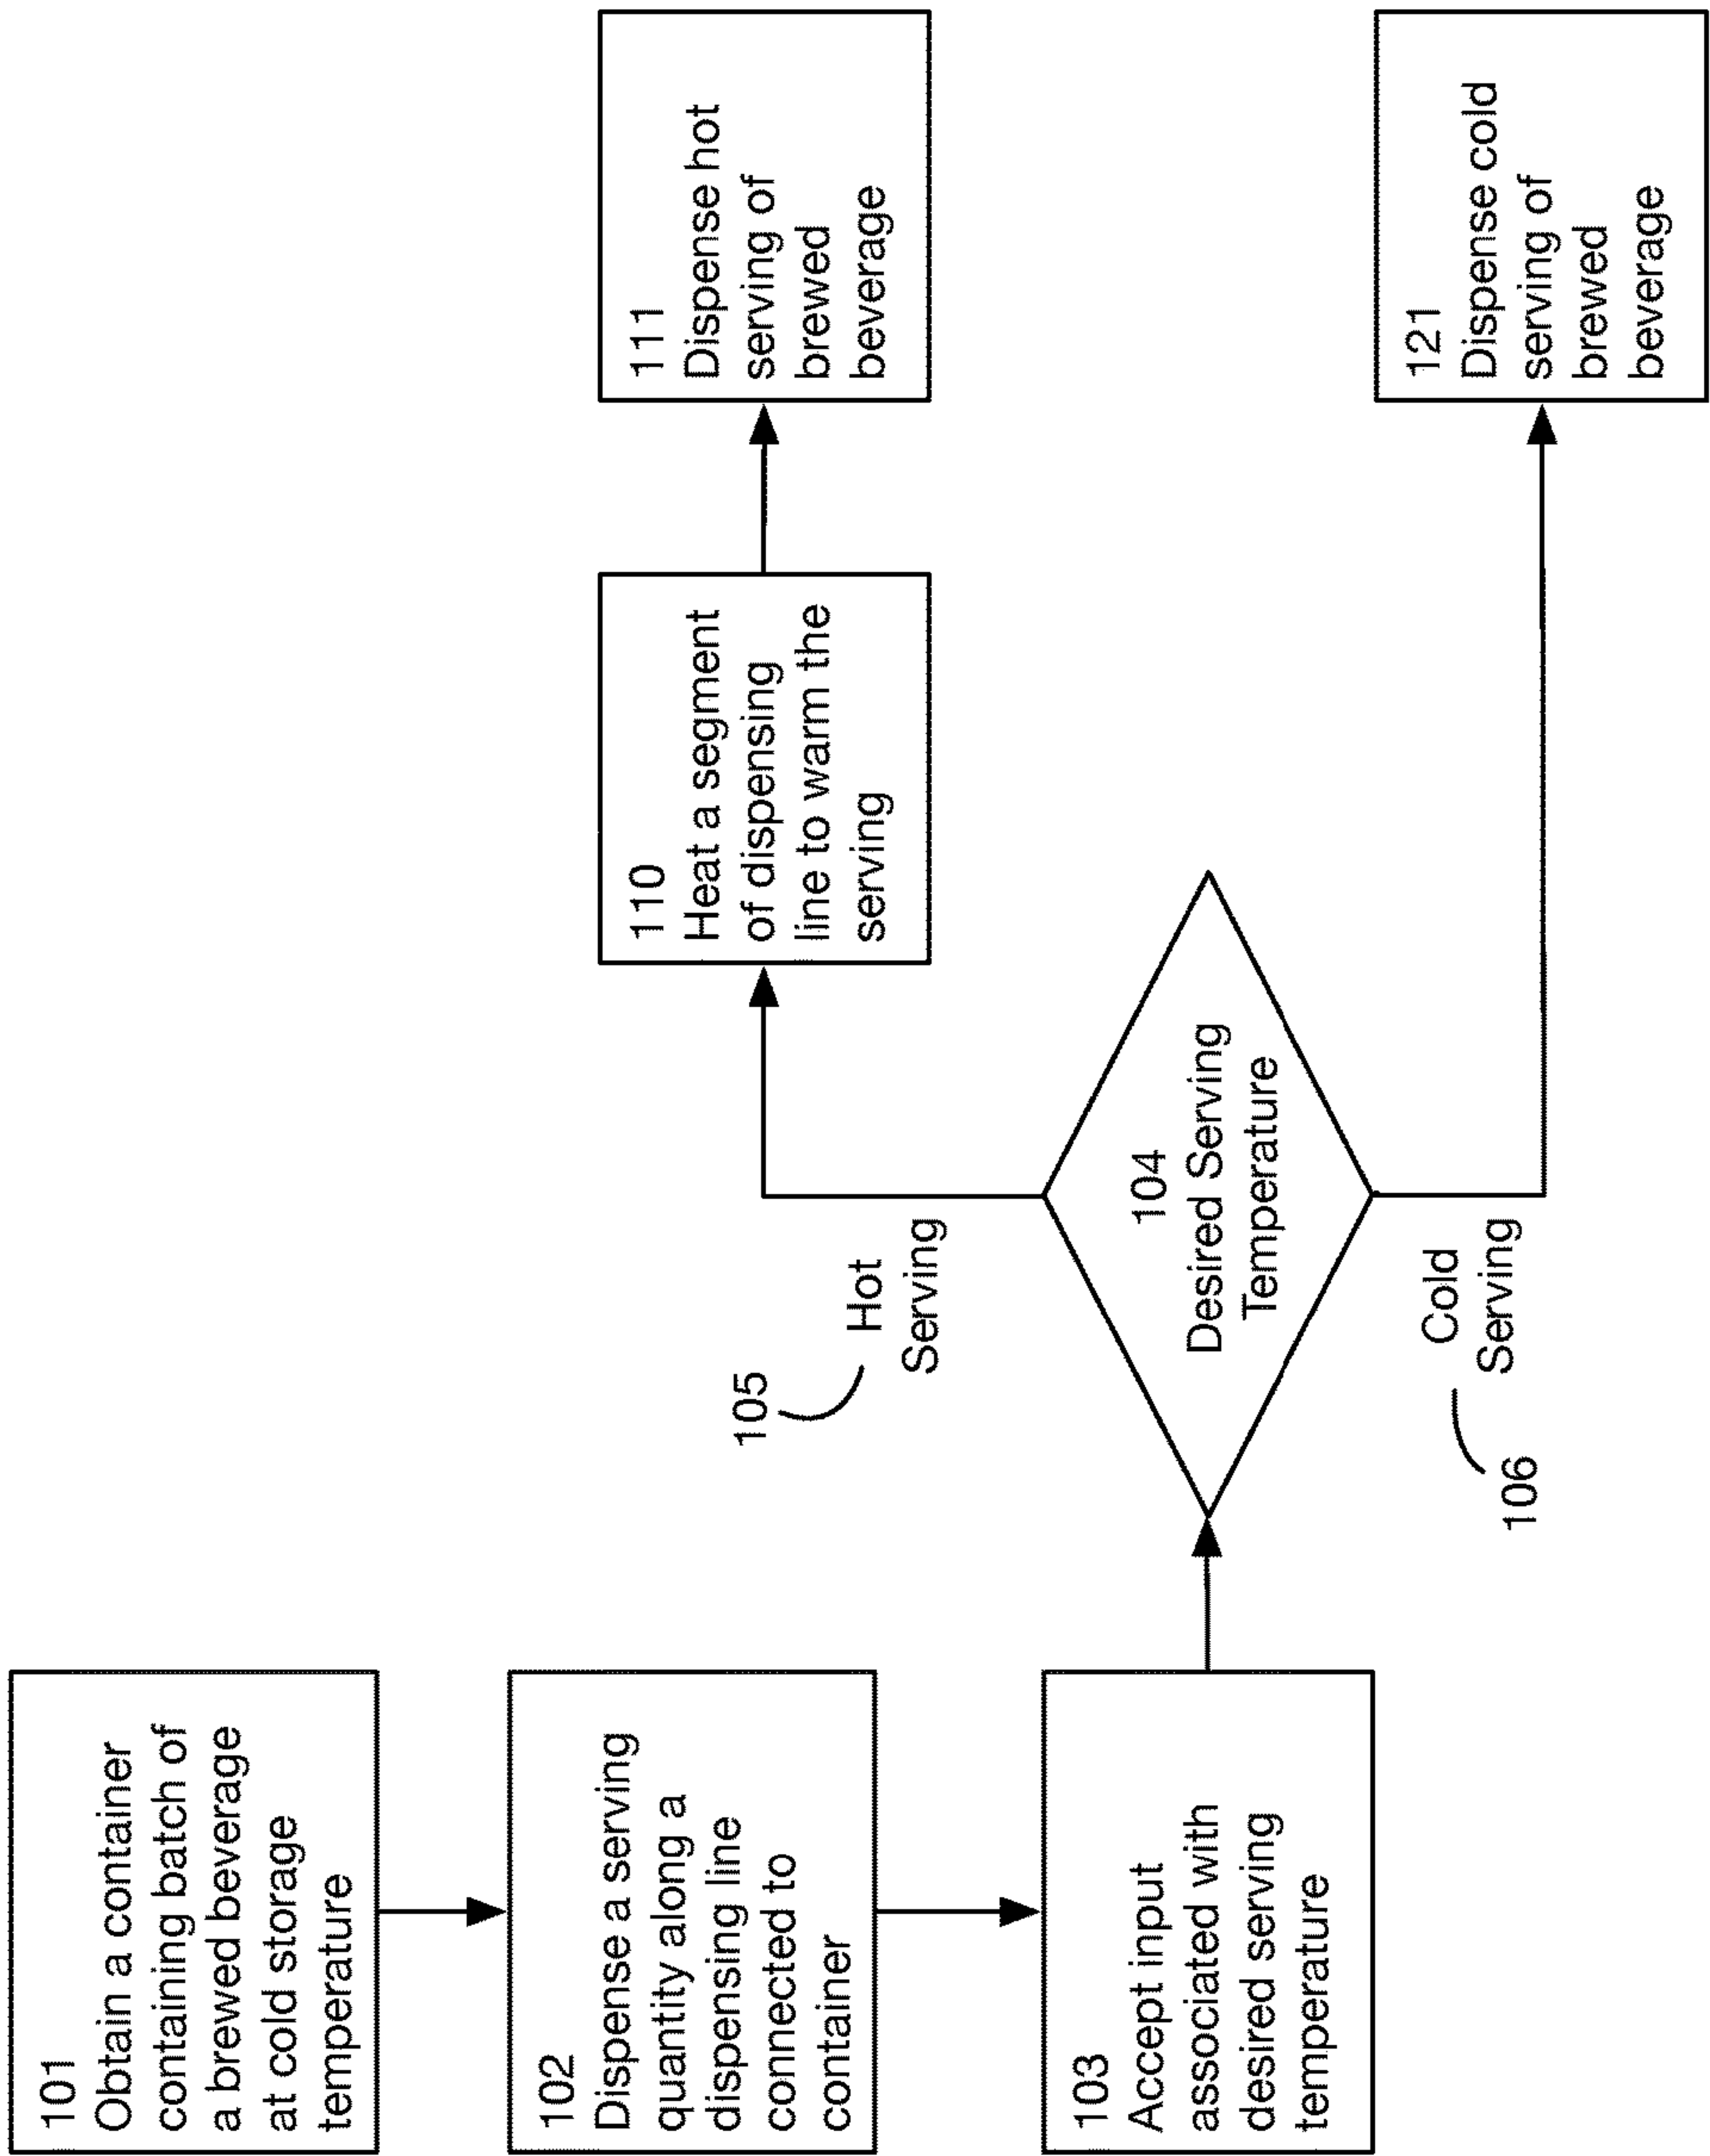 101
Obtain a container
containing batch of
a brewed beverage
at cold storage
temperature
102
Dispense a serving
quantity along a
dispensing line
connected to
container
103
Accept input
associated with
desired serving
temperature
104
Desired Serving
Temperature
105
Hot
Serving
110
Heat a segment
of dispensing
line to warm the
serving
111
Dispense hot
serving of
brewed
beverage
106
Cold
Serving
121
Dispense cold
serving of
brewed
beverage